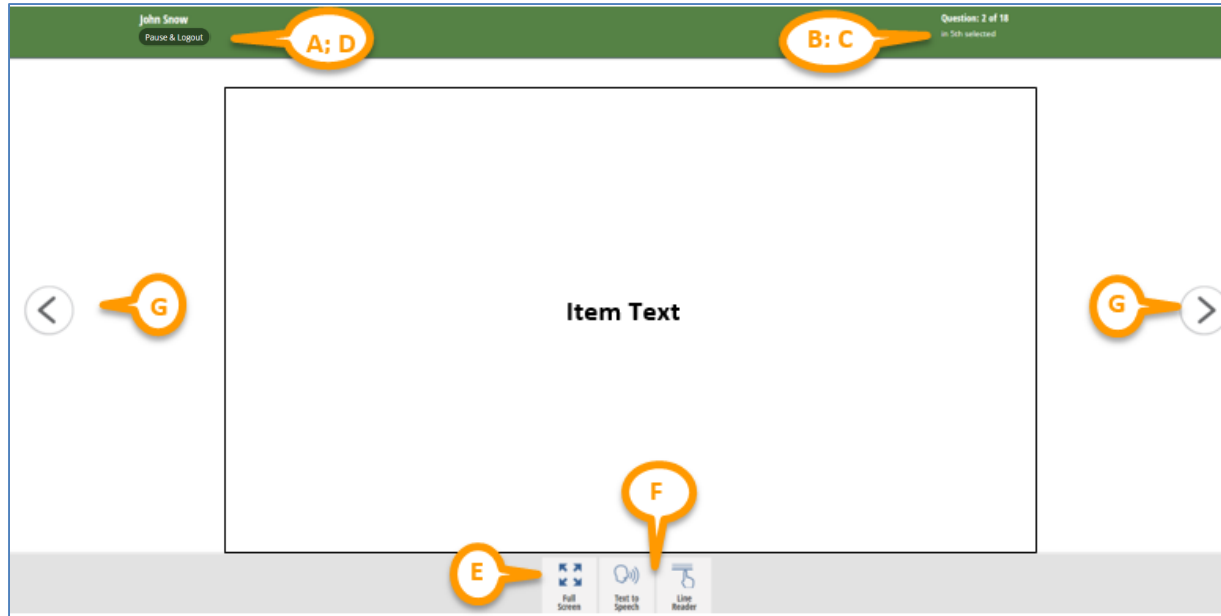 John Snow
Pause & Logout
A; D
B: C
Question: 2 of 18
in 5th selected
G
Item Text
G
F
E
Full
Screen
Text to
Speech
Line
Reader